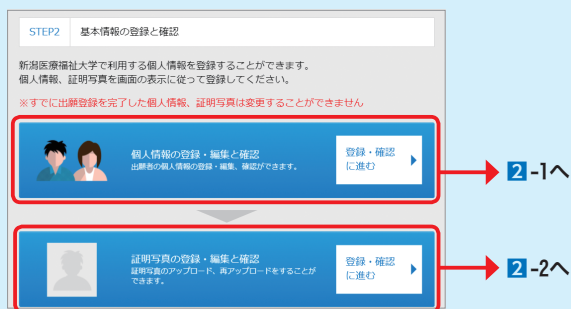 STEP2 基本情報の登録と確認
新潟医療福祉大学で利用する個人情報を登録することができます。
個人情報、証明写真を画面の表示に従って登録してください。
※すでに出願登録を完了した個人情報、証明写真は変更することができません
個人情報の登録・編集と確認
出願者の個人情報の登録・編集、確認ができます。
登録・確認
に進む
2-1へ
証明写真の登録・編集と確認
証明写真のアップロード、再アップロードをすることが
できます。
登録・確認
に進む
2-2へ